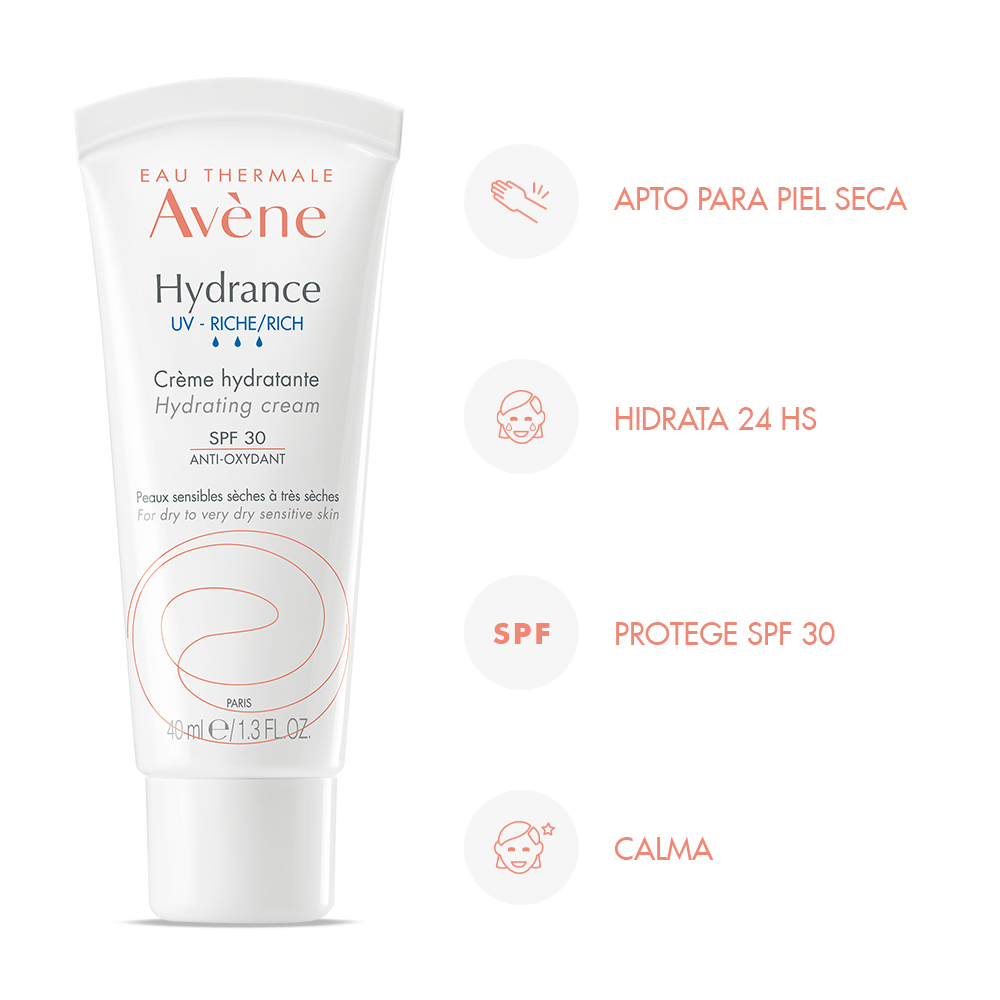 EAU THERMALE
Avène
Hydrance
UV - RICHE/RICH
Crème hydratante
Hydrating cream
SPF 30
ANTI-OXYDANT
Peaux sensibles sèches à très sèches
For dry to very dry sensitive skin
PARIS
40 ml ℮/1.3 FL.OZ.
APTO PARA PIEL SECA
HIDRATA 24 HS
SPF
PROTEGE SPF 30
CALMA